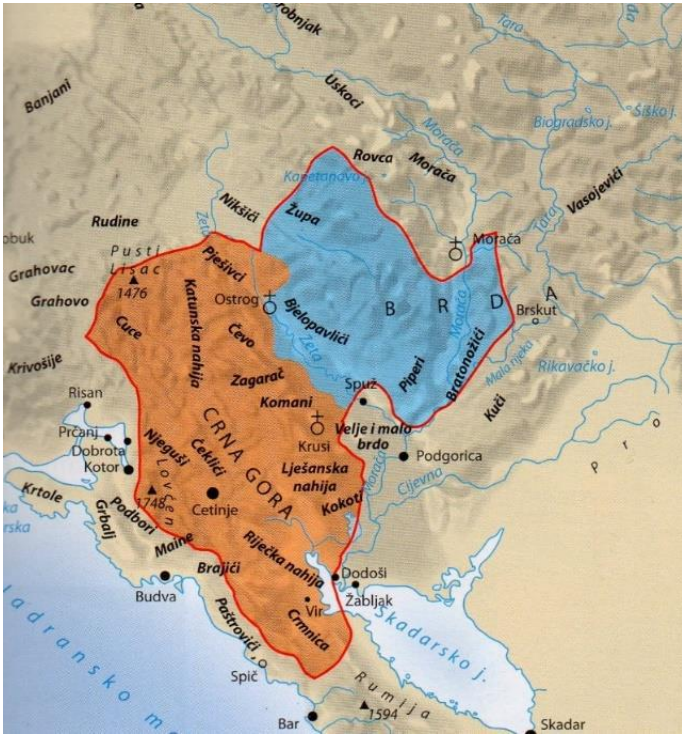 robnjak
Tara
Banjani
Uskoci
Morača
Biogradsko j.
Šiško j.
Rovca
Morača
Kapetanovo j.
Vasojevići
Nikšići
Župa
Tara
Rudine
Zeta
Morača
obuk
Pusti
Lisac
1476
Pješivci
Grahovac
Grahovo
Ostrog
Katunska nahija
Bjelopavlići
B R D A
Morača
Brskut
Cuce
Čevo
Zeta
Piperi
Bratonožići
Mala rijeka
Rikavačko j.
Krivošije
Zagarač
Spuž
Kuči
Risan
Komani
Prčanj
CRNA GORA
Krusi
Velje i malo
brdo
P r o
Dobrota
Kotor
Njeguši
Čeklići
Lješanska
nahija
Podgorica
Morača
Cijevna
Krtole
1748
Lovćen
Cetinje
Kokoti
Grbalj
Podbori
rska
Maine
Riječka nahija
Brajići
Dodoši
Budva
Vir
Žabljak
Crmnica
Skadarsko j.
Paštrovići
Spič
Rumija
1594
Jadransko m
Bar
Skadar